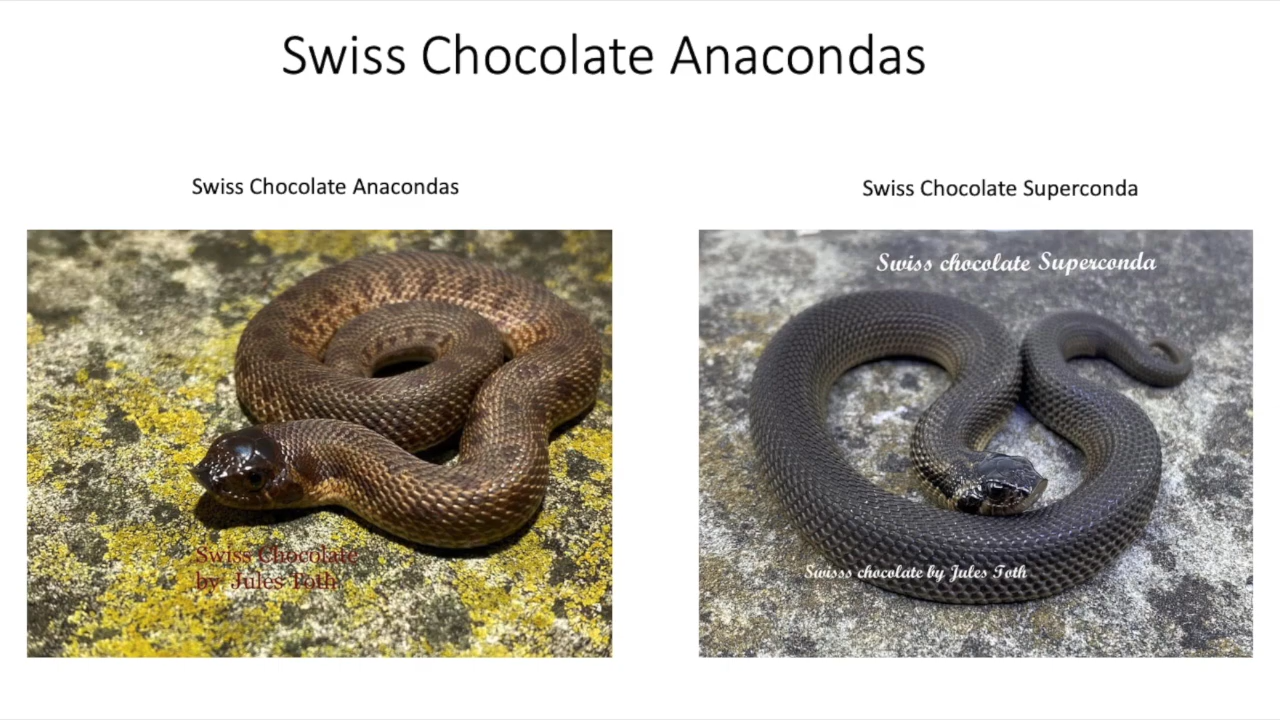 Swiss Chocolate Anacondas
Swiss Chocolate Anacondas
Swiss Chocolate Superconda
Swiss Chocolate
by Jules Toth
Swiss chocolate Superconda
Swisss chocolate by Jules Toth